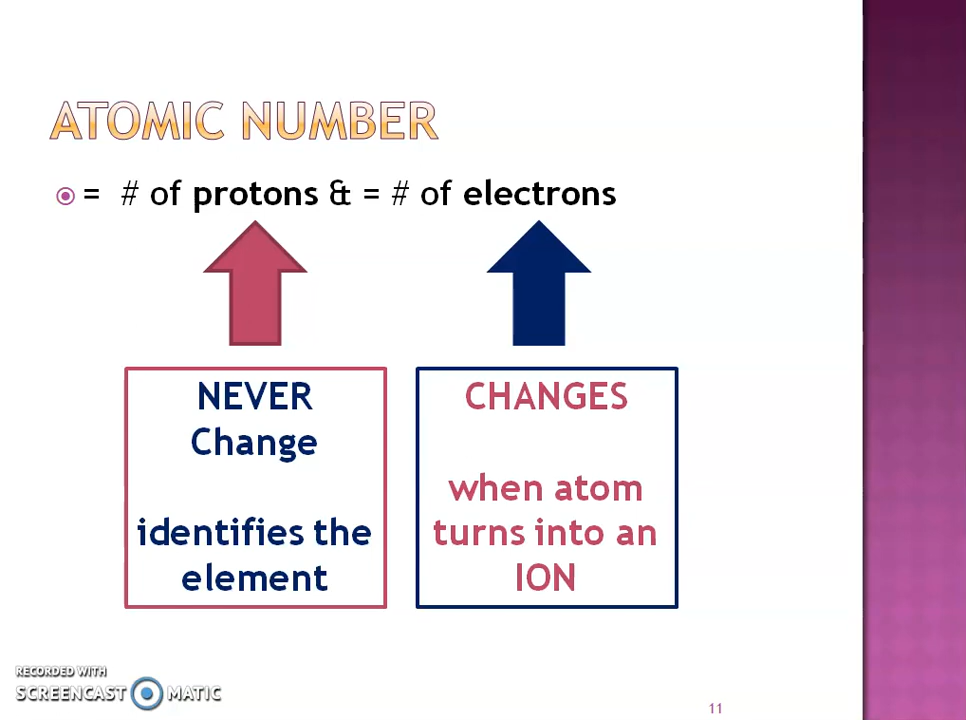 ATOMIC NUMBER
= # of protons & = # of electrons
NEVER
Change
identifies the
element
CHANGES
when atom
turns into an
ION
RECORDED WITH
SCREENCAST MATIC
11